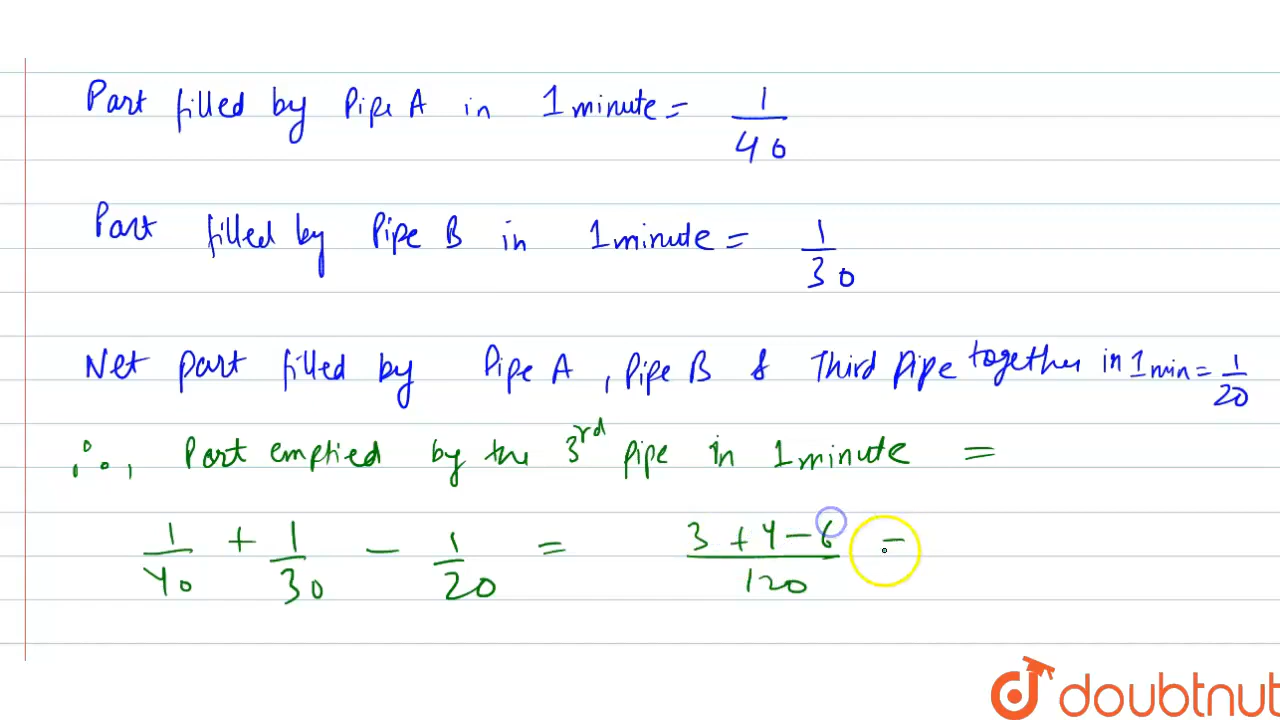 Part filled by Pipe A in 1 minute = 1/40
Part filled by Pipe B in 1 minute = 1/30
Net part filled by Pipe A, Pipe B & Third pipe together in 1 min = 1/20
∴, Part emptied by the 3rd pipe in 1 minute =
1/40 + 1/30 - 1/20 = (3 + 4 - 6)/120 =
doubtnut